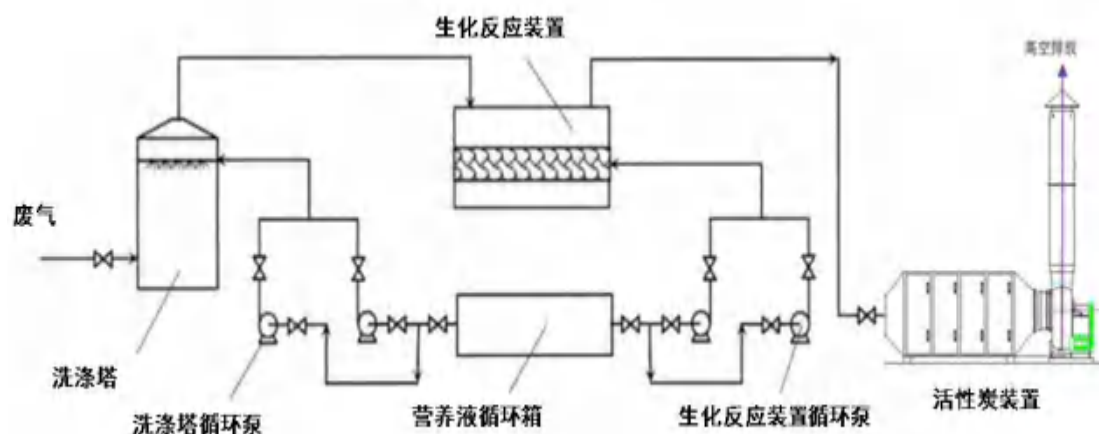 生化反应装置
高空排放
废气
洗涤塔
洗涤塔循环泵
营养液循环箱
生化反应装置循环泵
活性炭装置